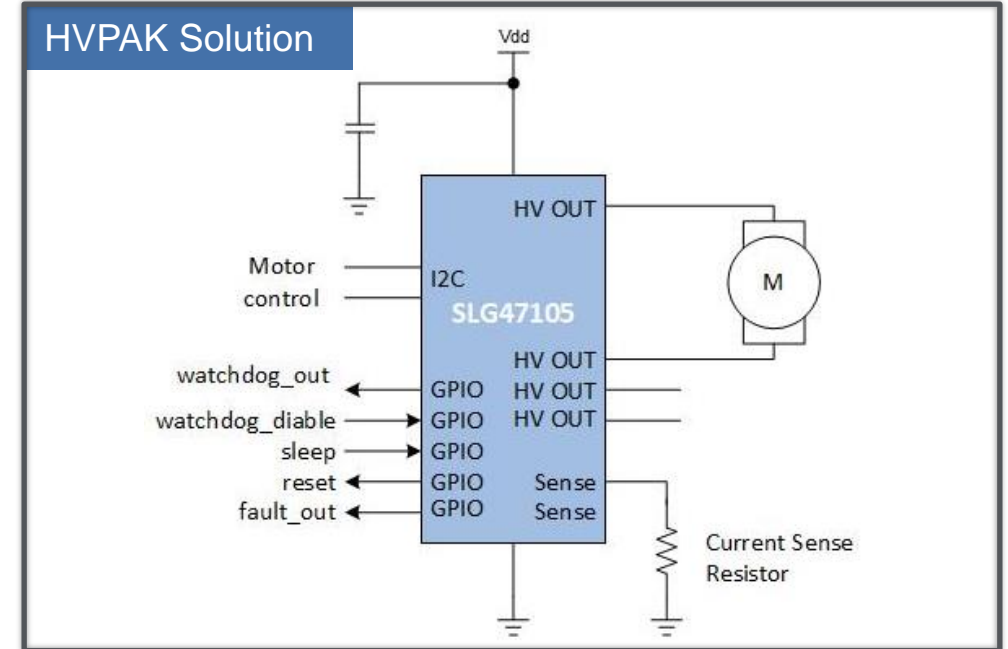 HVPAK Solution
Vdd
HV OUT
Motor
control
I2C
SLG47105
M
HV OUT
watchdog_out
GPIO
HV OUT
watchdog_diable
GPIO
HV OUT
sleep
GPIO
reset
GPIO
Sense
fault_out
GPIO
Sense
Current Sense
Resistor